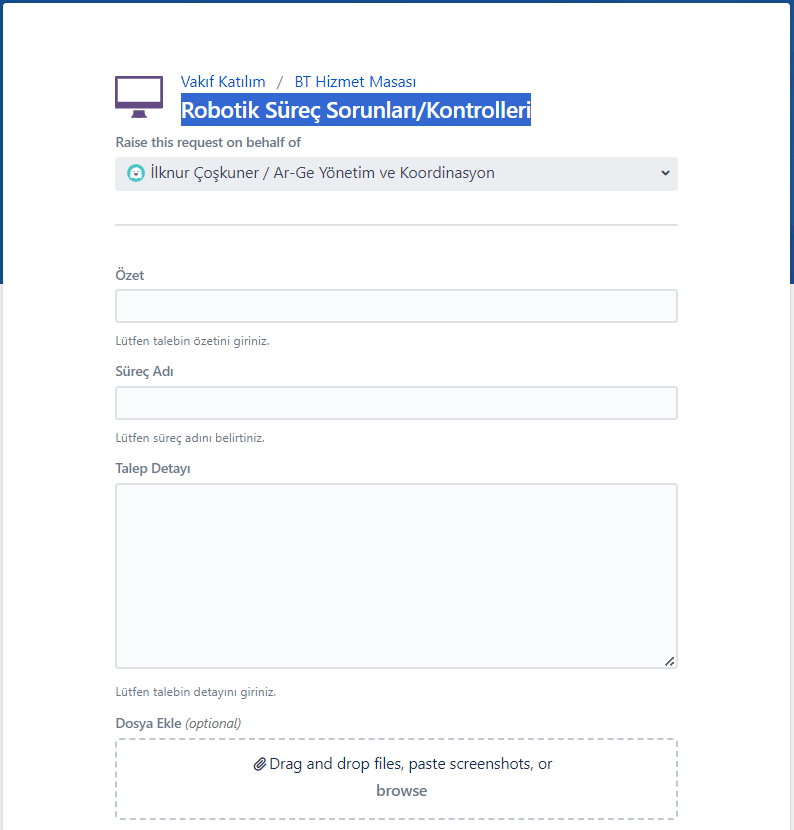 Vakıf Katılım / BT Hizmet Masası
Robotik Süreç Sorunları/Kontrolleri
Raise this request on behalf of
İlknur Çoşkuner / Ar-Ge Yönetim ve Koordinasyon
Özet
Lütfen talebin özetini giriniz.
Süreç Adı
Lütfen süreç adını belirtiniz.
Talep Detayı
Lütfen talebin detayını giriniz.
Dosya Ekle (optional)
Drag and drop files, paste screenshots, or
browse